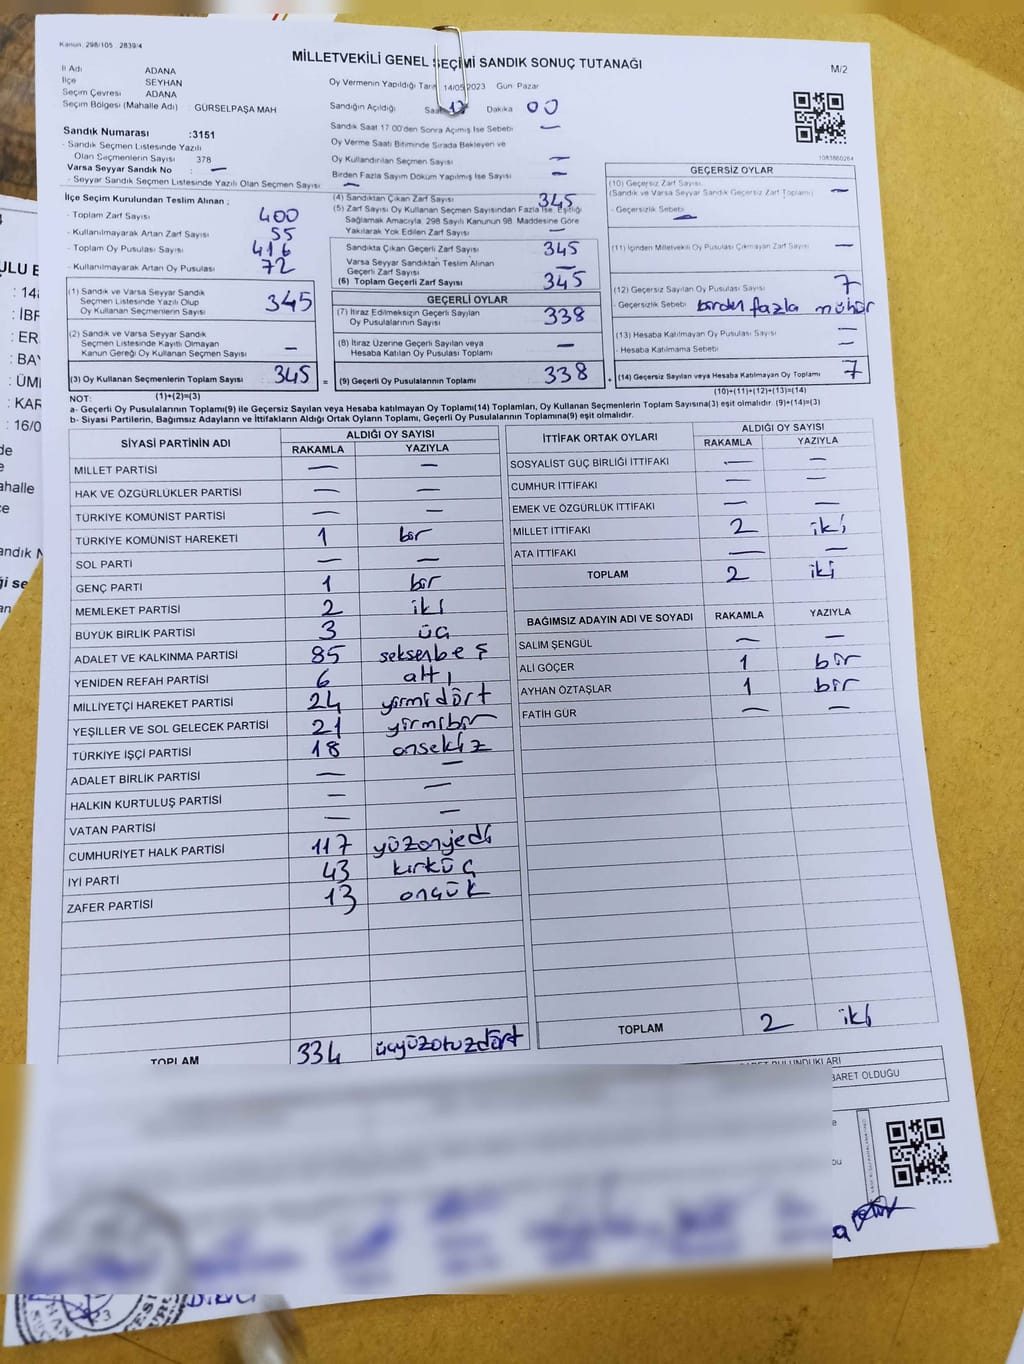 Kanun: 298/105 2839/4
MİLLETVEKİLİ GENEL SEÇİMİ SANDIK SONUÇ TUTANAĞI
M/2
İl Adı ADANA
İlçe SEYHAN
Seçim Çevresi ADANA
Seçim Bölgesi (Mahalle Adı) : GÜRSELPAŞA MAH
Sandık Numarası :3151
- Sandık Seçmen Listesinde Yazılı
Olan Seçmenlerin Sayısı 378
Varsa Seyyar Sandık No —
- Seyyar Sandık Seçmen Listesinde Yazılı Olan Seçmen Sayısı —
Oy Vermenin Yapıldığı Tarih 14/05/2023 Gün: Pazar
Sandığın Açıldığı Saat 17 Dakika 00
Sandık Saat 17:00'den Sonra Açımış İse Sebebi —
Oy Verme Saati Bitiminde Sırada Bekleyen ve
Oy Kullandırılan Seçmen Sayısı —
Birden Fazla Sayım Döküm Yapılmış İse Sayısı —
1083860264
İlçe Seçim Kurulundan Teslim Alınan ;
- Toplam Zarf Sayısı 400
- Kullanılmayarak Artan Zarf Sayısı 55
- Toplam Oy Pusulası Sayısı 416
- Kullanılmayarak Artan Oy Pusulası 72
(1) Sandık ve Varsa Seyyar Sandık
Seçmen Listesinde Yazılı Olup
Oy Kullanan Seçmenlerin Sayısı 345
(2) Sandık ve Varsa Seyyar Sandık
Seçmen Listesinde Kayıtlı Olmayan
Kanun Gereği Oy Kullanan Seçmen Sayısı —
(3) Oy Kullanan Seçmenlerin Toplam Sayısı 345 =
(1)+(2)=(3)
(4) Sandıktan Çıkan Zarf Sayısı 345
(5) Zarf Sayısı Oy Kullanan Seçmen Sayısından Fazla İse, Eşitliği
Sağlamak Amacıyla, 298 Sayılı Kanunun 98. Maddesine Göre
Yakılarak Yok Edilen Zarf Sayısı —
Sandıkta Çıkan Geçerli Zarf Sayısı 345
Varsa Seyyar Sandıktan Teslim Alınan
Geçerli Zarf Sayısı —
(6) Toplam Geçerli Zarf Sayısı 345
GEÇERLİ OYLAR
(7) İtiraz Edilmeksizin Geçerli Sayılan
Oy Pusulalarının Sayısı 338
(8) İtiraz Üzerine Geçerli Sayılan veya
Hesaba Katılan Oy Pusulası Toplamı —
(9) Geçerli Oy Pusulalarının Toplamı 338 +
GEÇERSİZ OYLAR
(10) Geçersiz Zarf Sayısı
(Sandık ve Varsa Seyyar Sandık Geçersiz Zarf Toplamı) —
- Geçersizlik Sebebi —
(11) İçinden Milletvekili Oy Pusulası Çıkmayan Zarf Sayısı —
(12) Geçersiz Sayılan Oy Pusulası Sayısı 7
- Geçersizlik Sebebi birden fazla mühür
(13) Hesaba Katılmayan Oy Pusulası Sayısı —
- Hesaba Katılmama Sebebi —
(14) Geçersiz Sayılan veya Hesaba Katılmayan Oy Toplamı 7
(10)+(11)+(12)+(13)=(14)
NOT:
a- Geçerli Oy Pusulalarının Toplamı(9) ile Geçersiz Sayılan veya Hesaba katılmayan Oy Toplamı(14) Toplamları, Oy Kullanan Seçmenlerin Toplam Sayısına(3) eşit olmalıdır. (9)+(14)=(3)
b- Siyasi Partilerin, Bağımsız Adayların ve İttifakların Aldığı Ortak Oyların Toplamı, Geçerli Oy Pusulalarının Toplamına(9) eşit olmalıdır.
SİYASİ PARTİNİN ADI ALDIĞI OY SAYISI
RAKAMLA YAZIYLA
MİLLET PARTİSİ — —
HAK VE ÖZGÜRLÜKLER PARTİSİ — —
TÜRKİYE KOMÜNİST PARTİSİ — —
TÜRKİYE KOMÜNİST HAREKETİ 1 bir
SOL PARTİ — —
GENÇ PARTİ 1 bir
MEMLEKET PARTİSİ 2 iki
BÜYÜK BİRLİK PARTİSİ 3 üç
ADALET VE KALKINMA PARTİSİ 85 seksenbeş
YENİDEN REFAH PARTİSİ 6 altı
MİLLİYETÇİ HAREKET PARTİSİ 24 yirmidört
YEŞİLLER VE SOL GELECEK PARTİSİ 21 yirmibir
TÜRKİYE İŞÇİ PARTİSİ 18 onsekiz
ADALET BİRLİK PARTİSİ — —
HALKIN KURTULUŞ PARTİSİ — —
VATAN PARTİSİ — —
CUMHURİYET HALK PARTİSİ 117 yüzonyedi
İYİ PARTİ 43 kırküç
ZAFER PARTİSİ 13 onçük
TOPLAM 334 üçyüzotuzdört
İTTİFAK ORTAK OYLARI ALDIĞI OY SAYISI
RAKAMLA YAZIYLA
SOSYALİST GÜÇ BİRLİĞİ İTTİFAKI — —
CUMHUR İTTİFAKI — —
EMEK VE ÖZGÜRLÜK İTTİFAKI — —
MİLLET İTTİFAKI 2 iki
ATA İTTİFAKI — —
TOPLAM 2 iki
BAĞIMSIZ ADAYIN ADI VE SOYADI RAKAMLA YAZIYLA
SALİM ŞENGÜL — —
ALİ GÖÇER 1 bir
AYHAN ÖZTAŞLAR 1 bir
FATİH GÜR — —
TOPLAM 2 iki
BULUNDUKLARI
BARET OLDUĞU
ULU
: 14
: İBF
: ER
: BA
: ÜMİ
: KAR
: 16/0
ahalle
andık